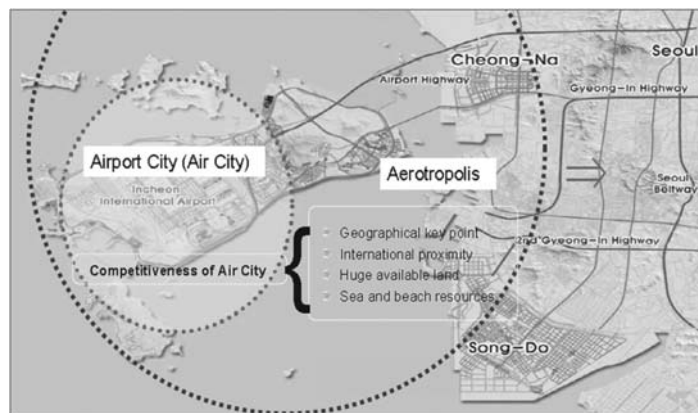 Seoul
Cheong-Na
Airport Highway
Gyeong-In Highway
Airport City (Air City)
Aerotropolis
Incheon
International Airport
Seoul
Beltway
Geographical key point
2nd Gyeong-In Highway
International proximity
Competitiveness of Air City
Huge available land
Sea and beach resources
Song-Do